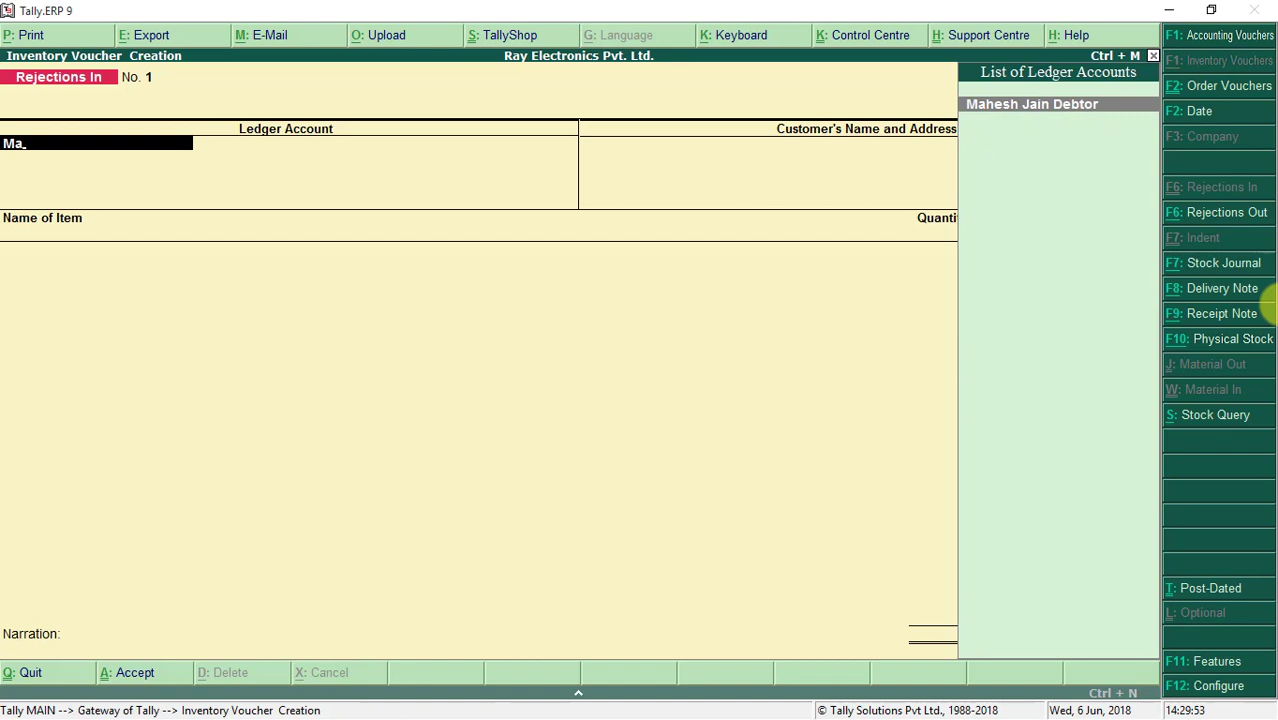 Tally.ERP 9
P: Print E: Export M: E-Mail O: Upload S: TallyShop G: Language K: Keyboard K: Control Centre H: Support Centre H: Help
Inventory Voucher Creation Ray Electronics Pvt. Ltd. Ctrl + M
Rejections In No. 1
Ledger Account Customer's Name and Address
Ma
Name of Item Quanti
Narration:
List of Ledger Accounts
Mahesh Jain Debtor
F1: Accounting Vouchers
F1: Inventory Vouchers
F2: Order Vouchers
F2: Date
F3: Company
F6: Rejections In
F6: Rejections Out
F7: Indent
F7: Stock Journal
F8: Delivery Note
F9: Receipt Note
F10: Physical Stock
J: Material Out
W: Material In
S: Stock Query
T: Post-Dated
L: Optional
F11: Features
F12: Configure
Q: Quit A: Accept D: Delete X: Cancel
Ctrl + N
Tally MAIN --> Gateway of Tally --> Inventory Voucher Creation © Tally Solutions Pvt Ltd., 1988-2018 Wed, 6 Jun, 2018 14:29:53